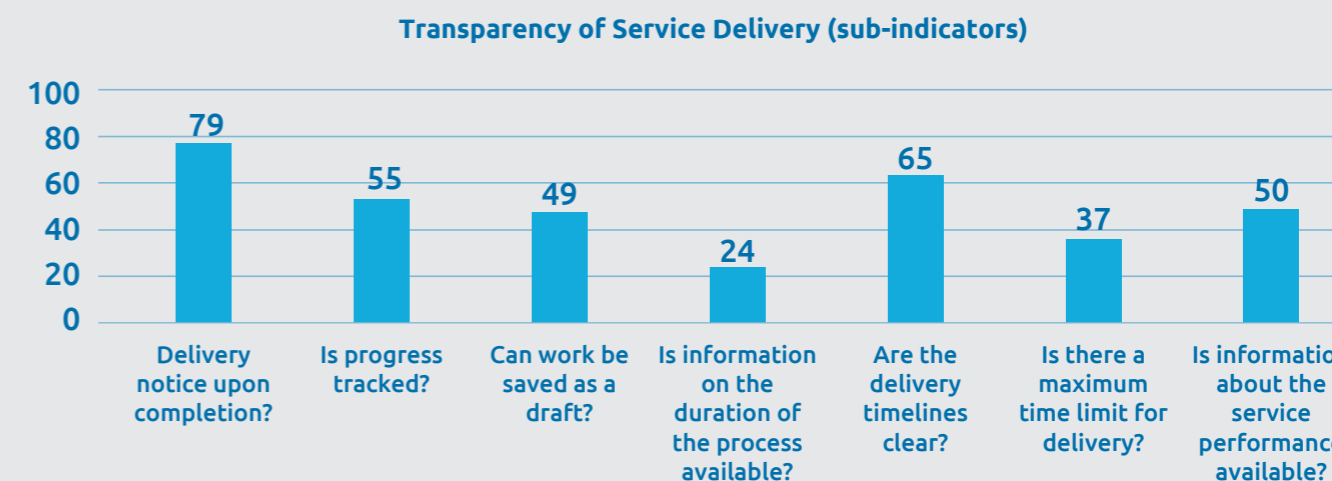 Transparency of Service Delivery (sub-indicators)
100
80
60
40
20
0
79
55
49
24
65
37
50
Delivery
notice upon
completion?
Is progress
tracked?
Can work be
saved as a
draft?
Is information
on the
duration of
the process
available?
Are the
delivery
timelines
clear?
Is there a
maximum
time limit for
delivery?
Is informatio
about the
service
performanc
available?